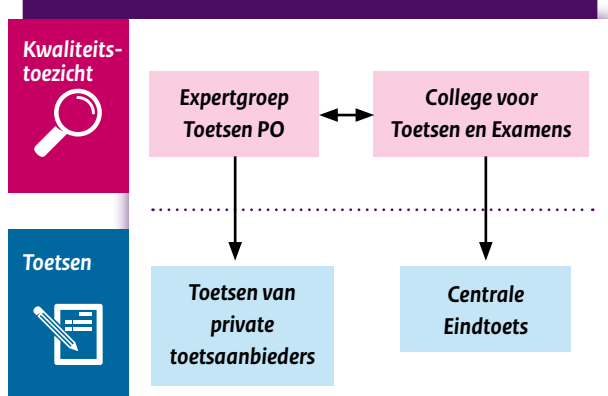 Kwaliteits-
toezicht
Expertgroep
Toetsen PO
College voor
Toetsen en Examens
Toetsen
Toetsen van
private
toetsaanbieders
Centrale
Eindtoets